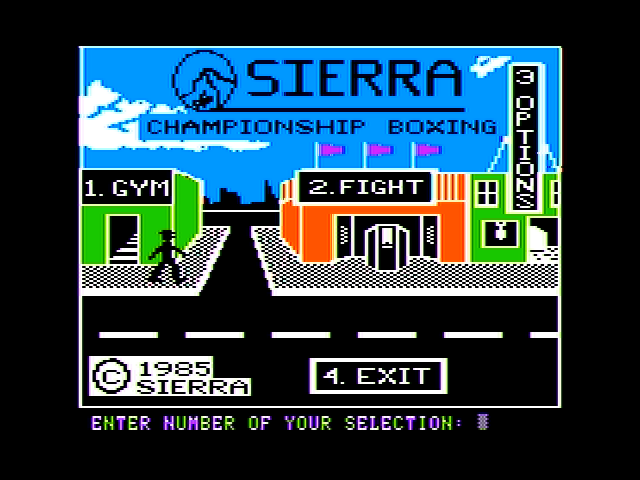 SIERRA
CHAMPIONSHIP BOXING
3 OPTIONS
1. GYM
2. FIGHT
© 1985
SIERRA
4. EXIT
ENTER NUMBER OF YOUR SELECTION: